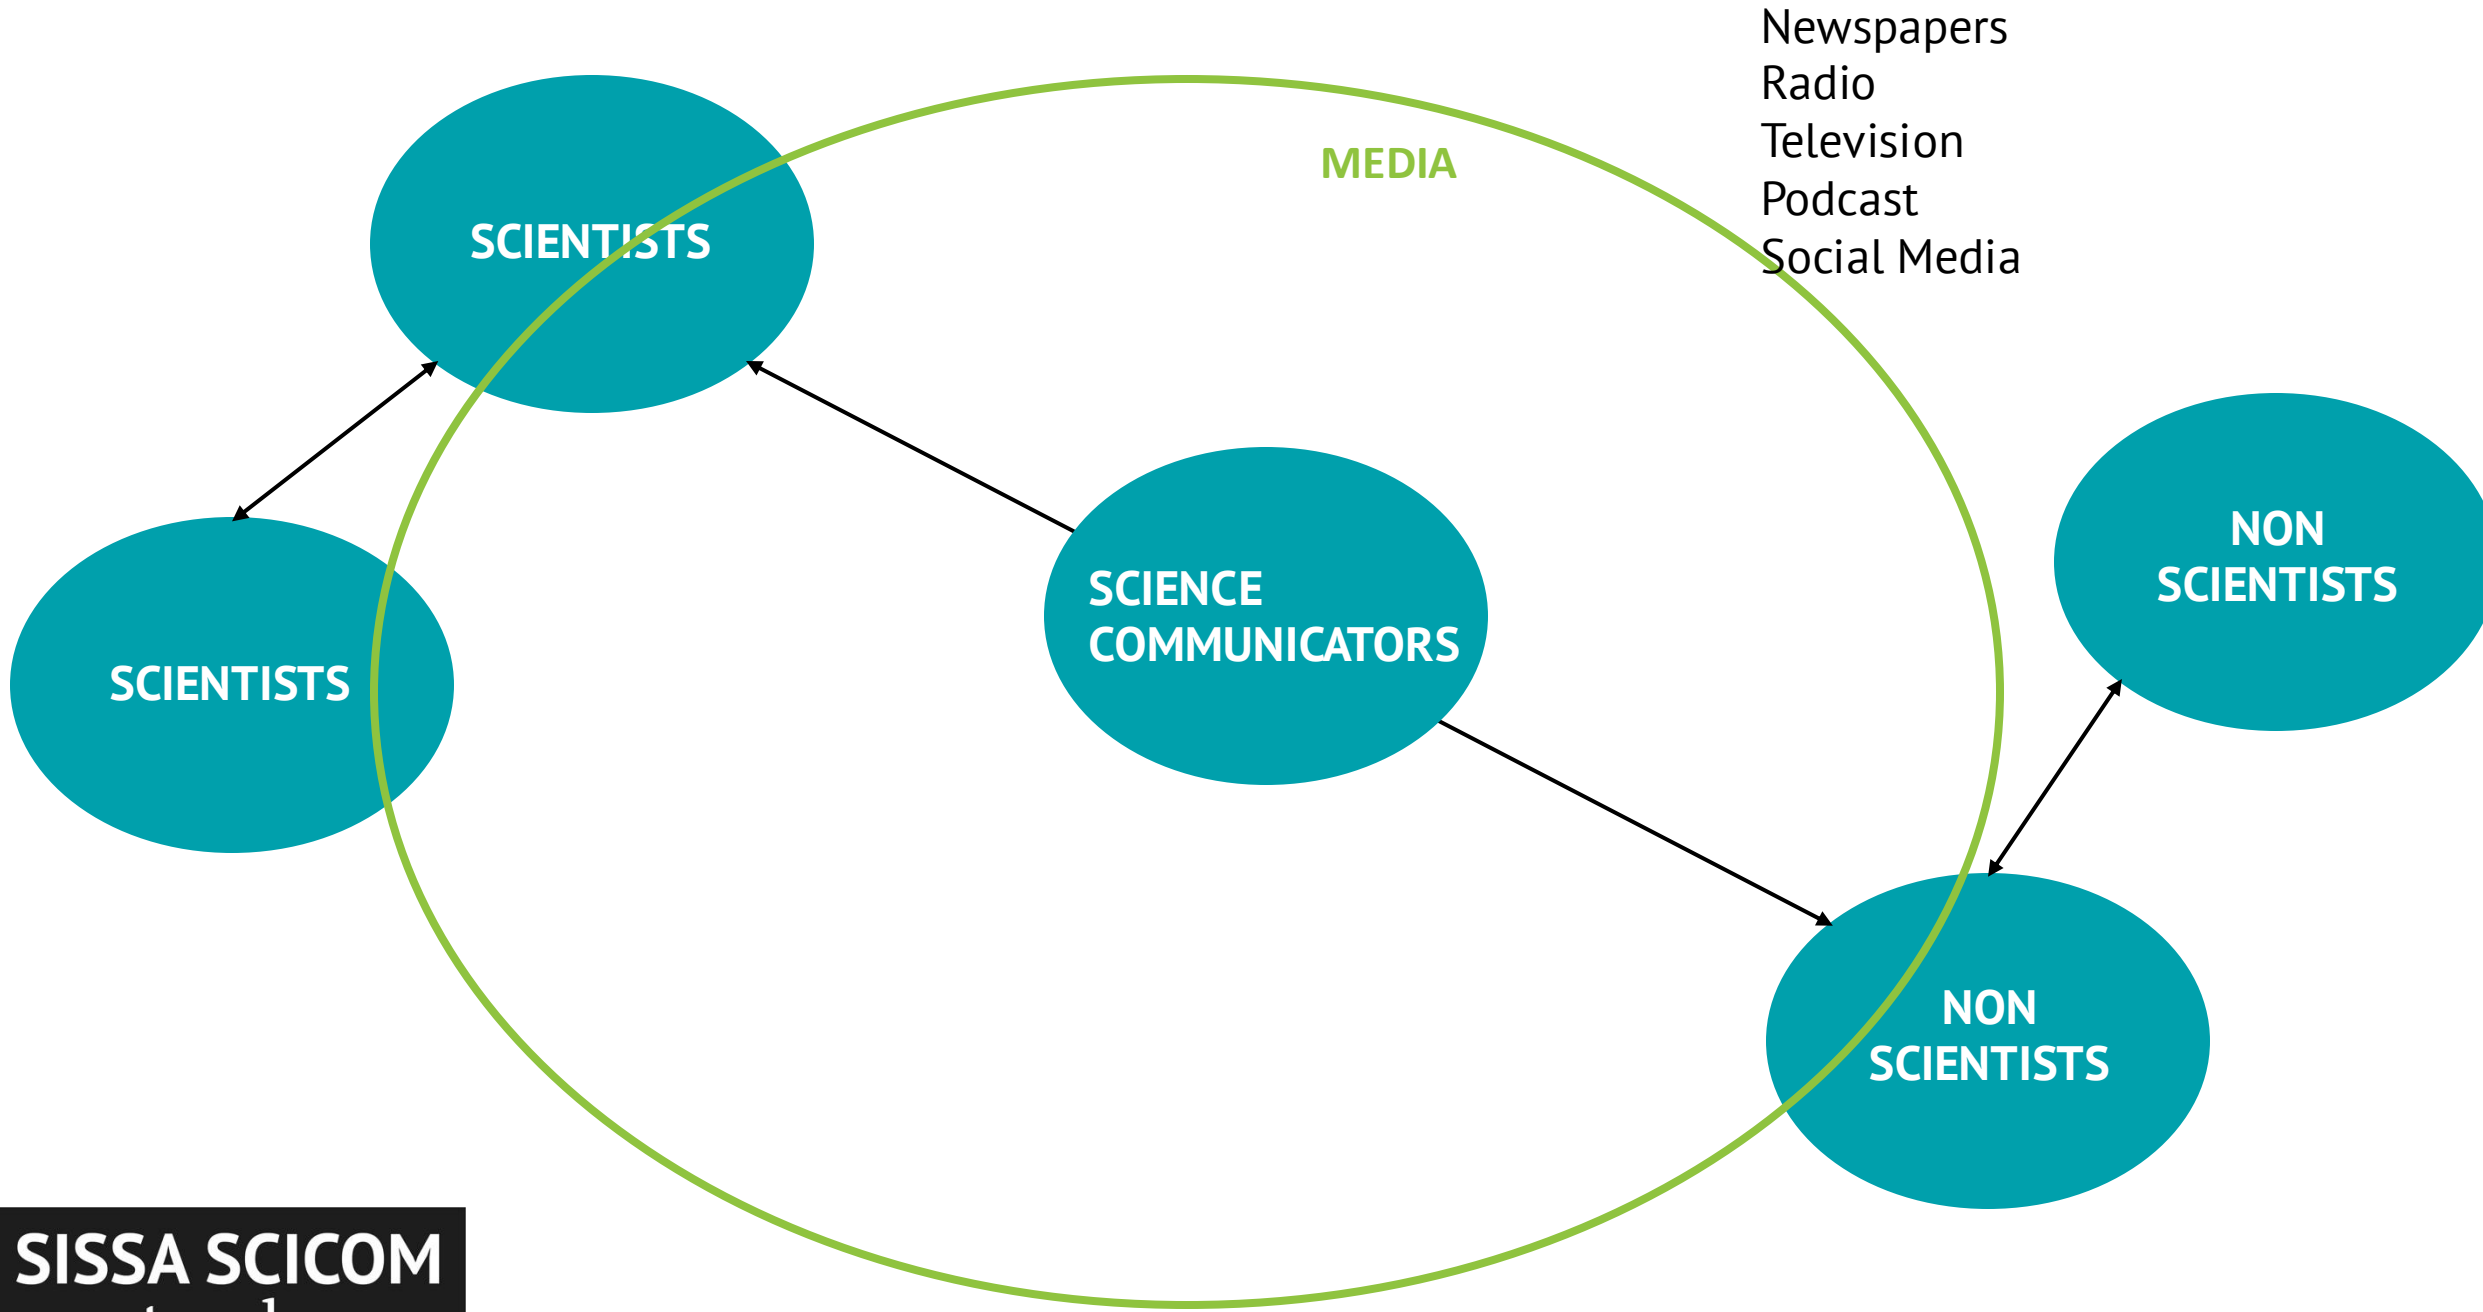 Newspapers
Radio
Television
Podcast
Social Media
MEDIA
SCIENTISTS
NON
SCIENTISTS
SCIENCE
COMMUNICATORS
SCIENTISTS
NON
SCIENTISTS
SISSA SCICOM